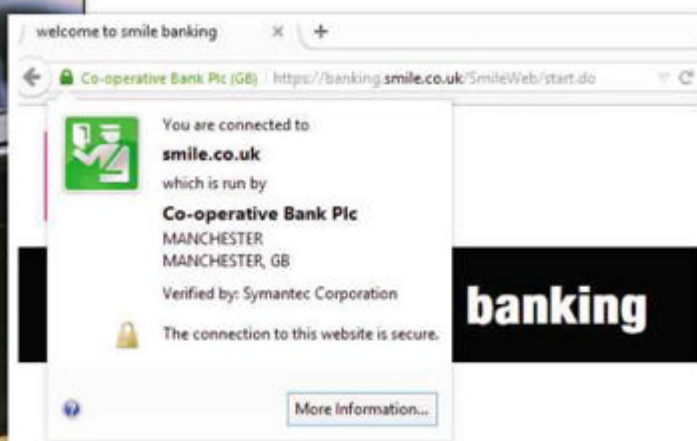 welcome to smile banking
Co-operative Bank Plc (GB) https://banking.smile.co.uk/SmileWeb/start.do
You are connected to
smile.co.uk
which is run by
Co-operative Bank Plc
MANCHESTER
MANCHESTER, GB
Verified by: Symantec Corporation
The connection to this website is secure.
banking
More Information...